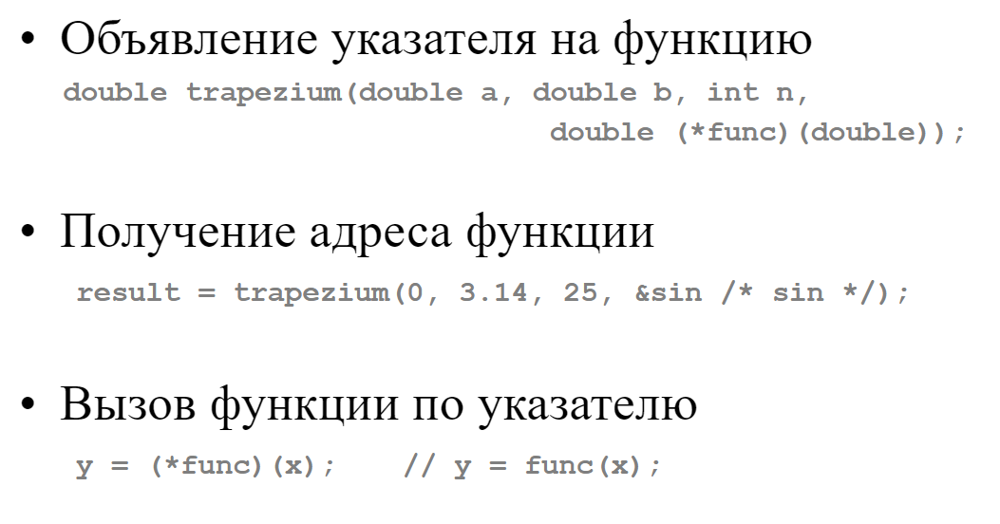 • Объявление указателя на функцию
double trapezium(double a, double b, int n,
double (*func)(double));
• Получение адреса функции
result = trapezium(0, 3.14, 25, &sin /* sin */);
• Вызов функции по указателю
y = (*func)(x);    // y = func(x);